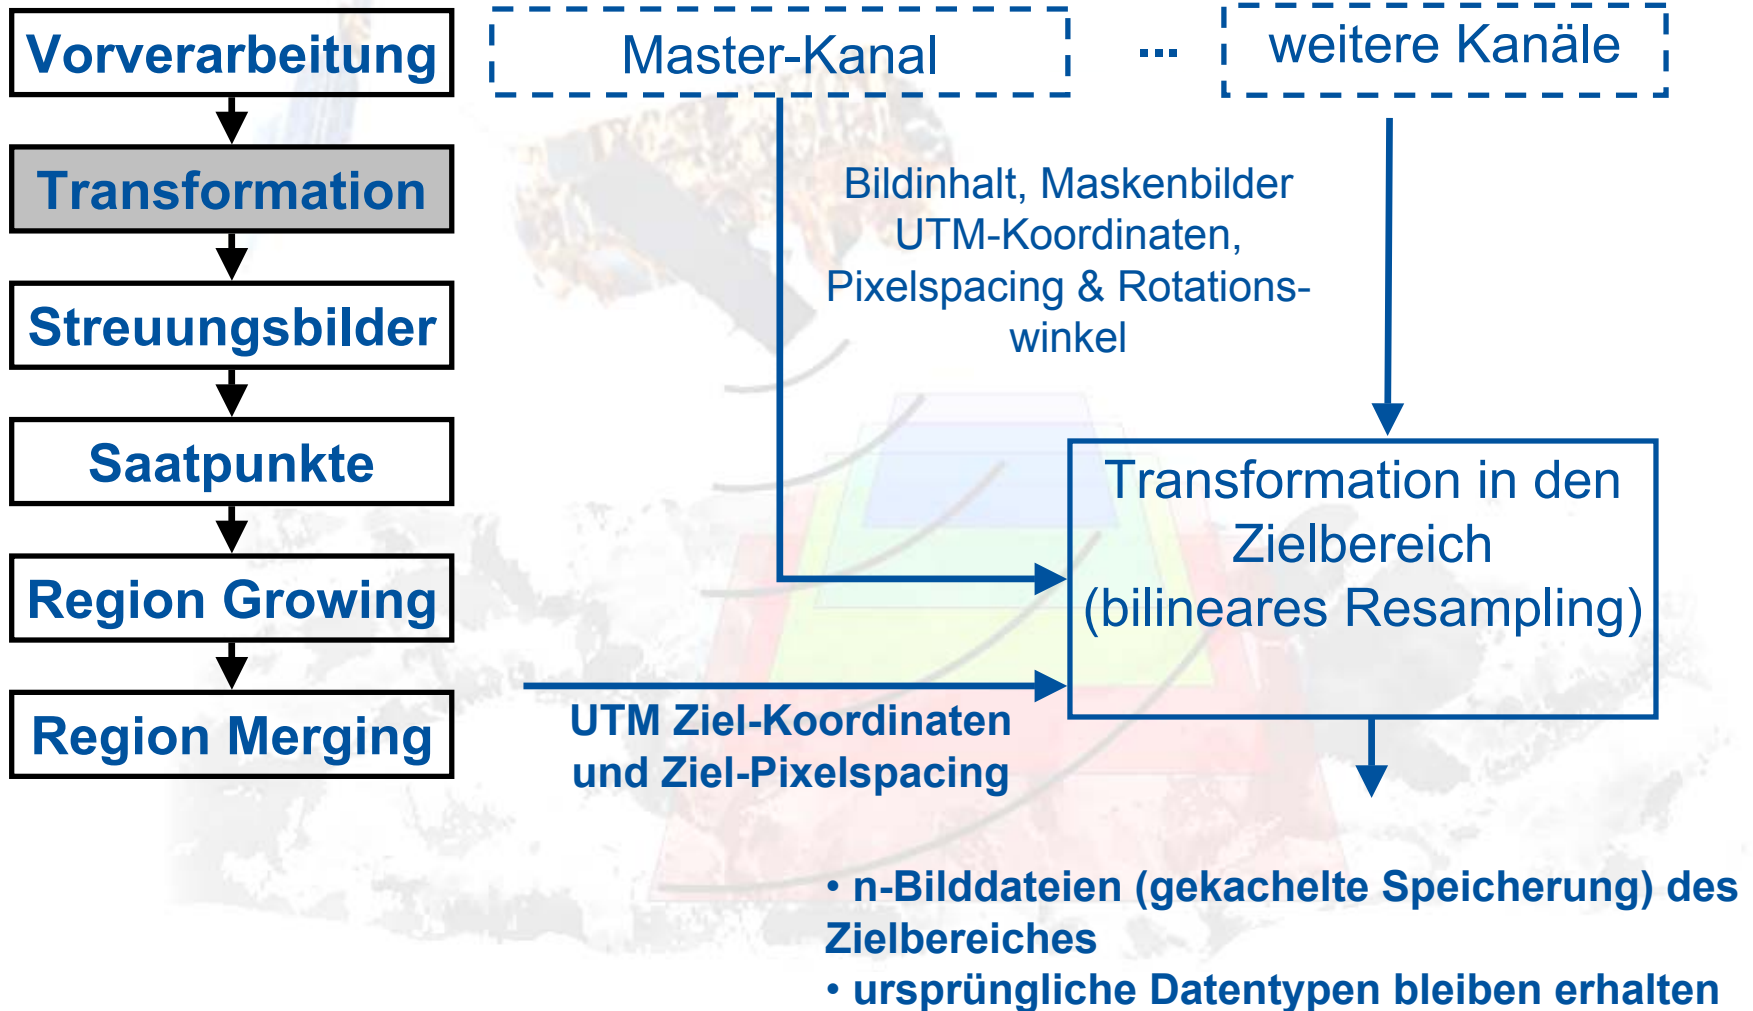 Vorverarbeitung
Transformation
Streuungsbilder
Saatpunkte
Region Growing
Region Merging
Master-Kanal
...
weitere Kanäle
Bildinhalt, Maskenbilder
UTM-Koordinaten,
Pixelspacing & Rotations-
winkel
Transformation in den
Zielbereich
(bilineares Resampling)
UTM Ziel-Koordinaten
und Ziel-Pixelspacing
• n-Bilddateien (gekachelte Speicherung) des
Zielbereiches
• ursprüngliche Datentypen bleiben erhalten